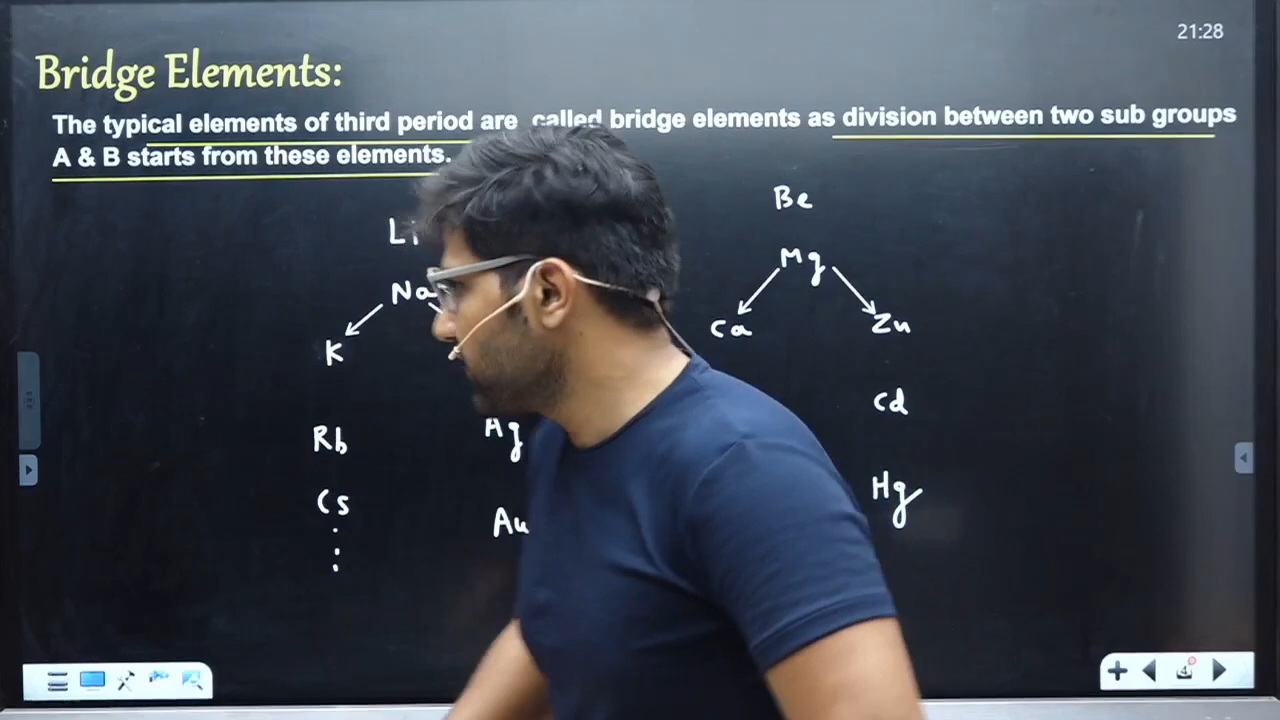 21:28
Bridge Elements:
The typical elements of third period are called bridge elements as division between two sub groups
A & B starts from these elements.
Be
Li
Mg
Na
Ca Zn
K
Cd
Ag
Rb
Hg
Cs
Au